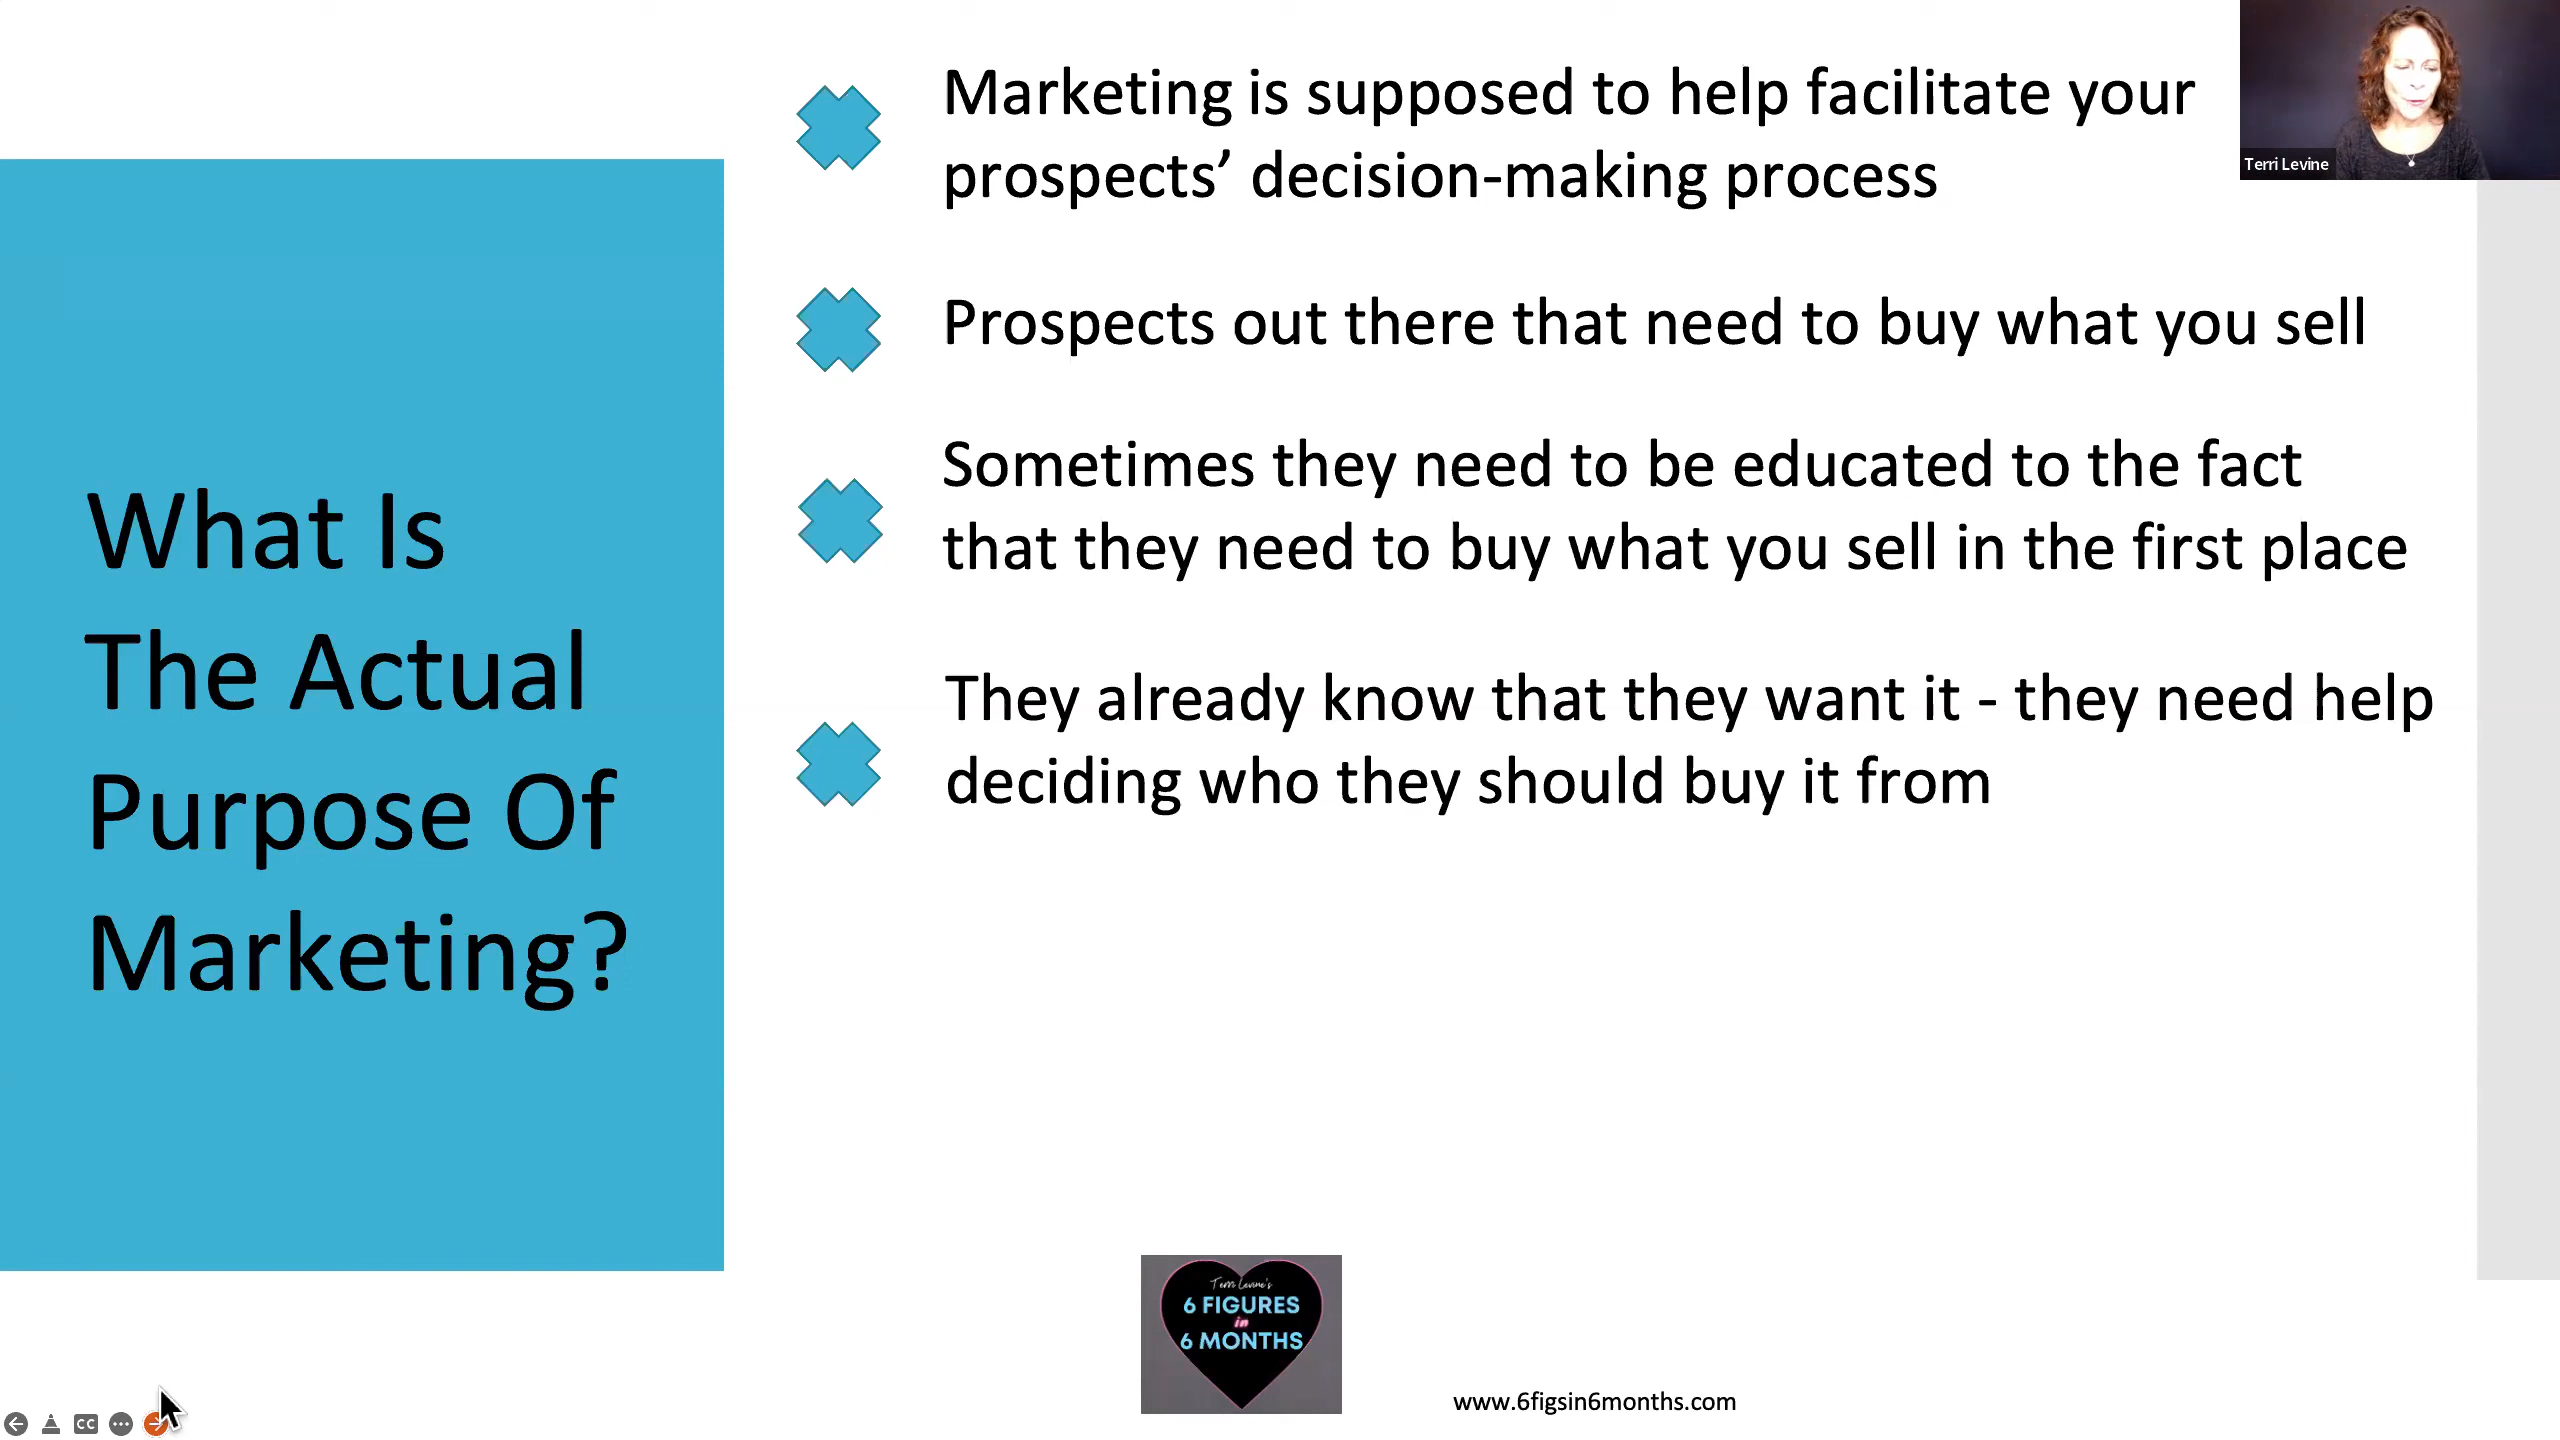 What Is
The Actual
Purpose Of
Marketing?
Marketing is supposed to help facilitate your
prospects’ decision-making process
Prospects out there that need to buy what you sell
Sometimes they need to be educated to the fact
that they need to buy what you sell in the first place
They already know that they want it - they need help
deciding who they should buy it from
Terri Levine
Terri Levine's
6 FIGURES
in
6 MONTHS
www.6figsin6months.com
CC